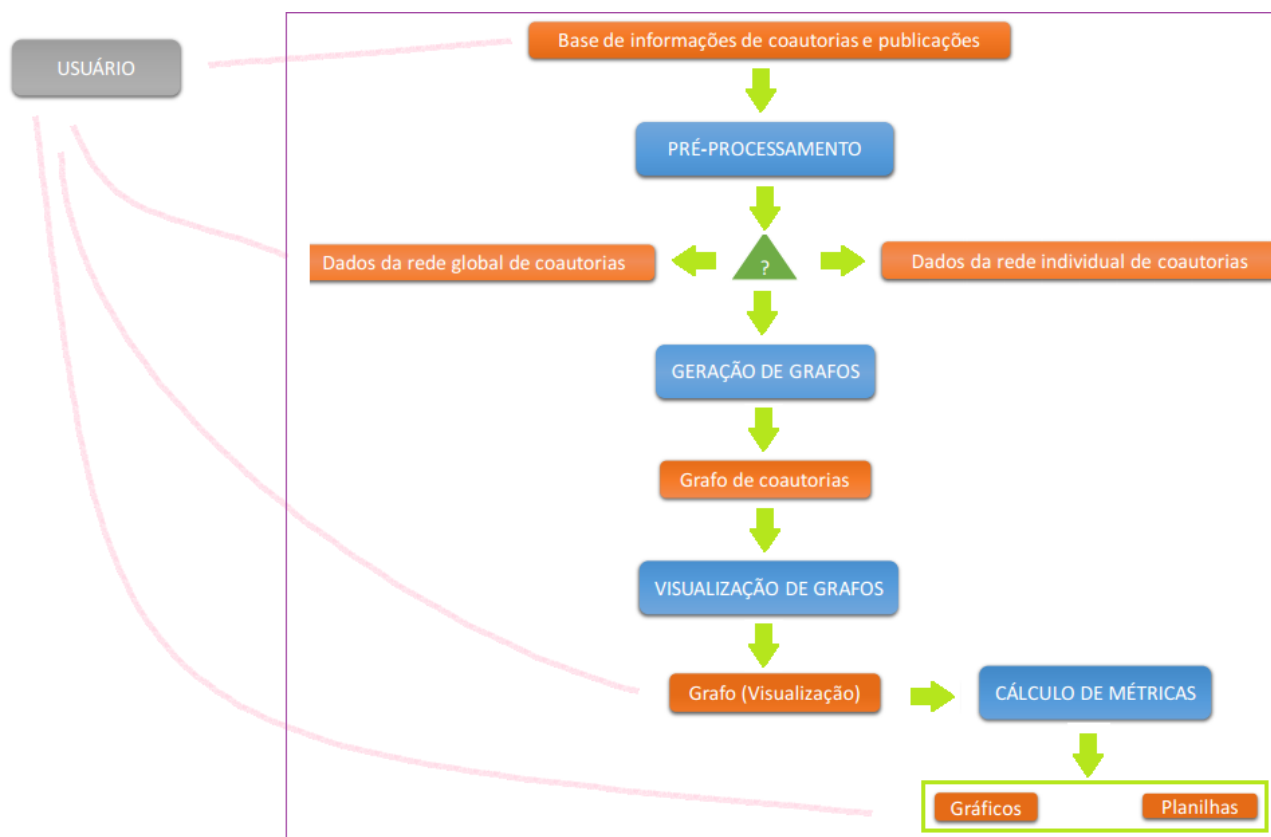 Base de informações de coautorias e publicações
USUÁRIO
PRÉ-PROCESSAMENTO
Dados da rede global de coautorias
?
Dados da rede individual de coautorias
GERAÇÃO DE GRAFOS
Grafo de coautorias
VISUALIZAÇÃO DE GRAFOS
Grafo (Visualização)
CÁLCULO DE MÉTRICAS
Gráficos
Planilhas